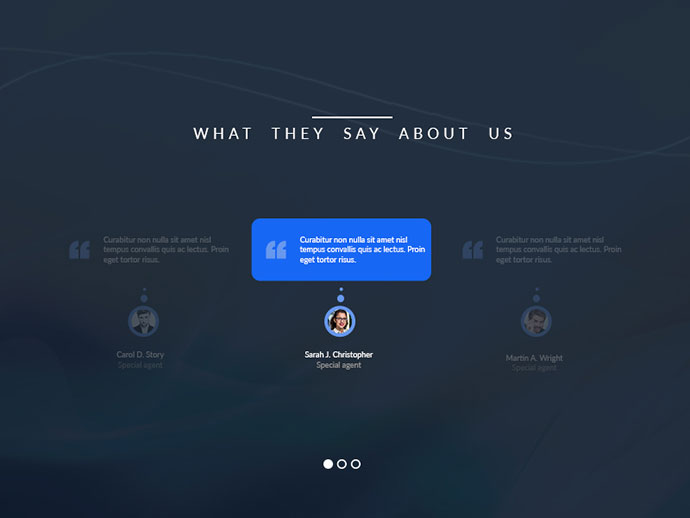 WHAT THEY SAY ABOUT US
Curabitur non nulla sit amet nisl
tempus convallis quis ac lectus. Proin
eget tortor risus.
Carol D. Story
Special agent
Curabitur non nulla sit amet nisl
tempus convallis quis ac lectus. Proin
eget tortor risus.
Sarah J. Christopher
Special agent
Curabitur non nulla sit amet nisl
tempus convallis quis ac lectus. Proin
eget tortor risus.
Martin A. Wright
Special agent